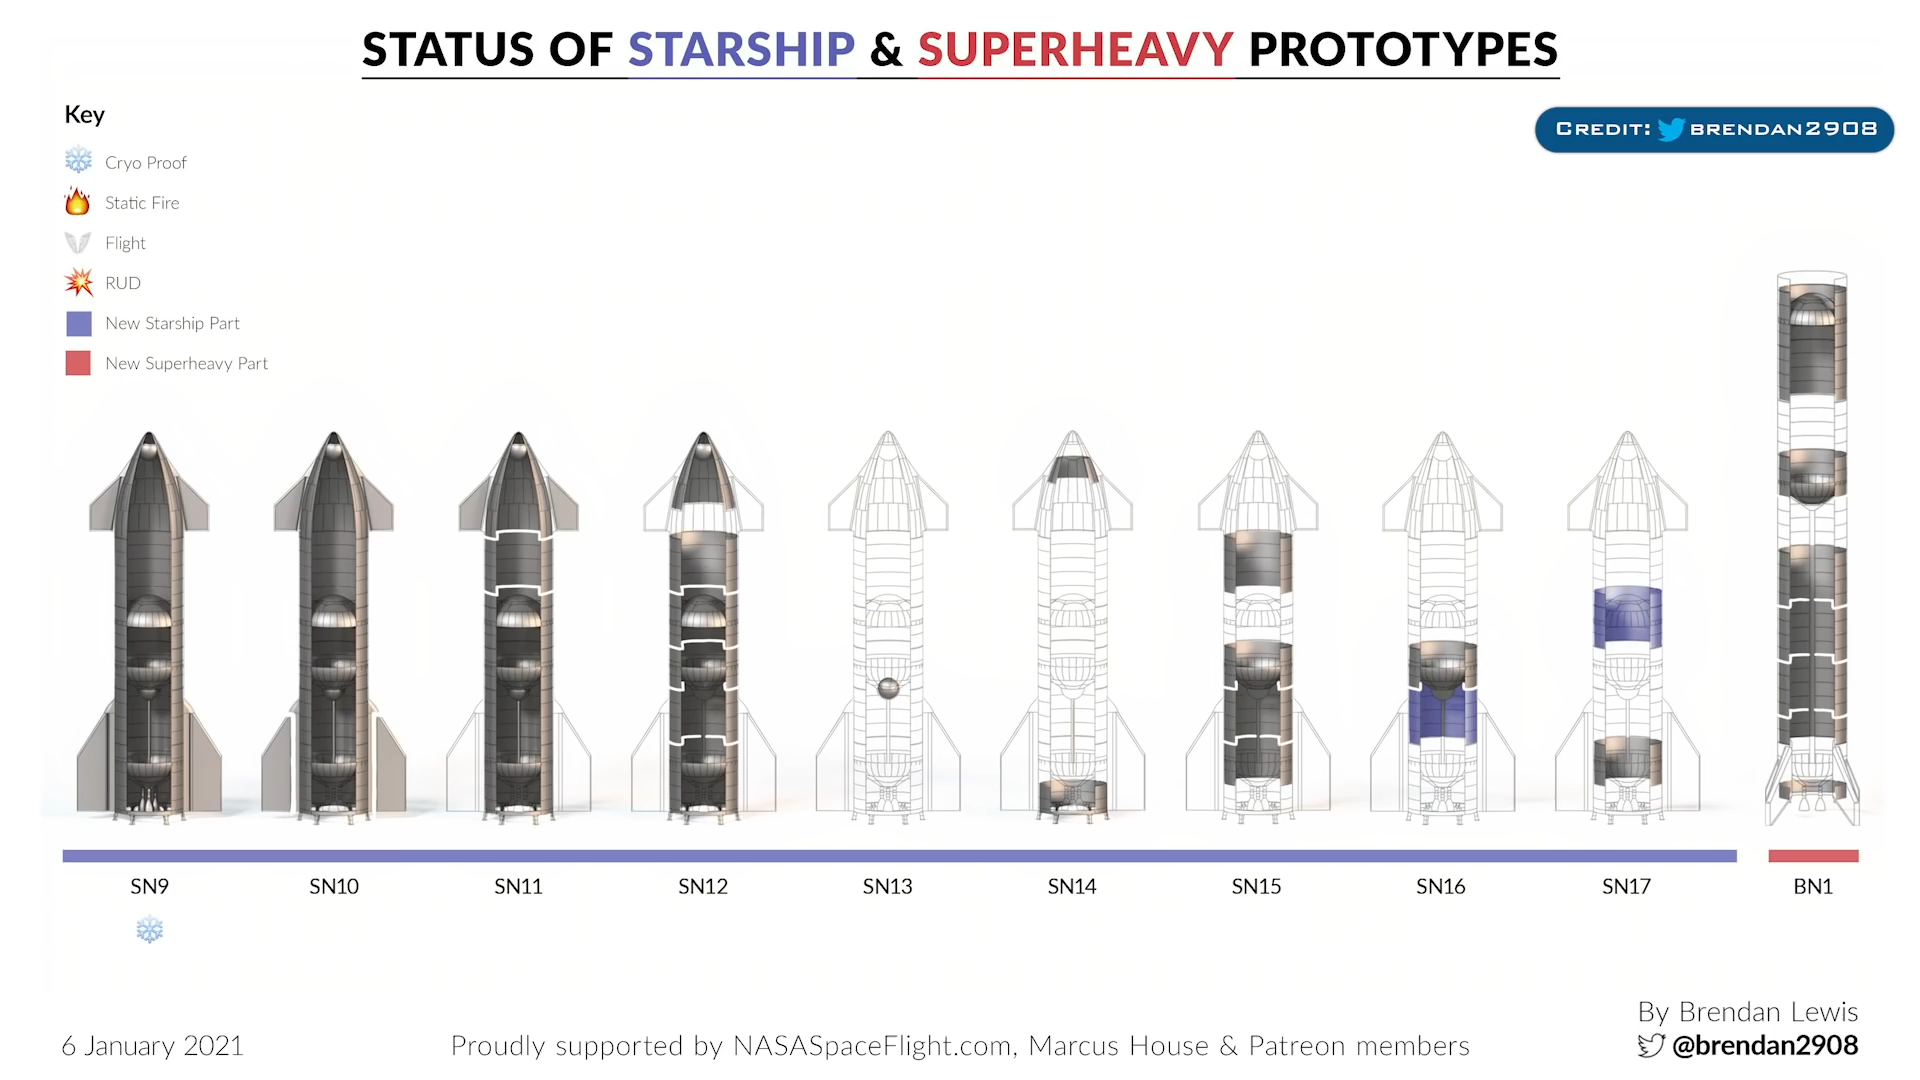 STATUS OF STARSHIP & SUPERHEAVY PROTOTYPES
Key
CREDIT: BRENDAN2908
Cryo Proof
Static Fire
Flight
RUD
New Starship Part
New Superheavy Part
SN9
SN10
SN11
SN12
SN13
SN14
SN15
SN16
SN17
BN1
6 January 2021
Proudly supported by NASASpaceFlight.com, Marcus House & Patreon members
By Brendan Lewis
@brendan2908